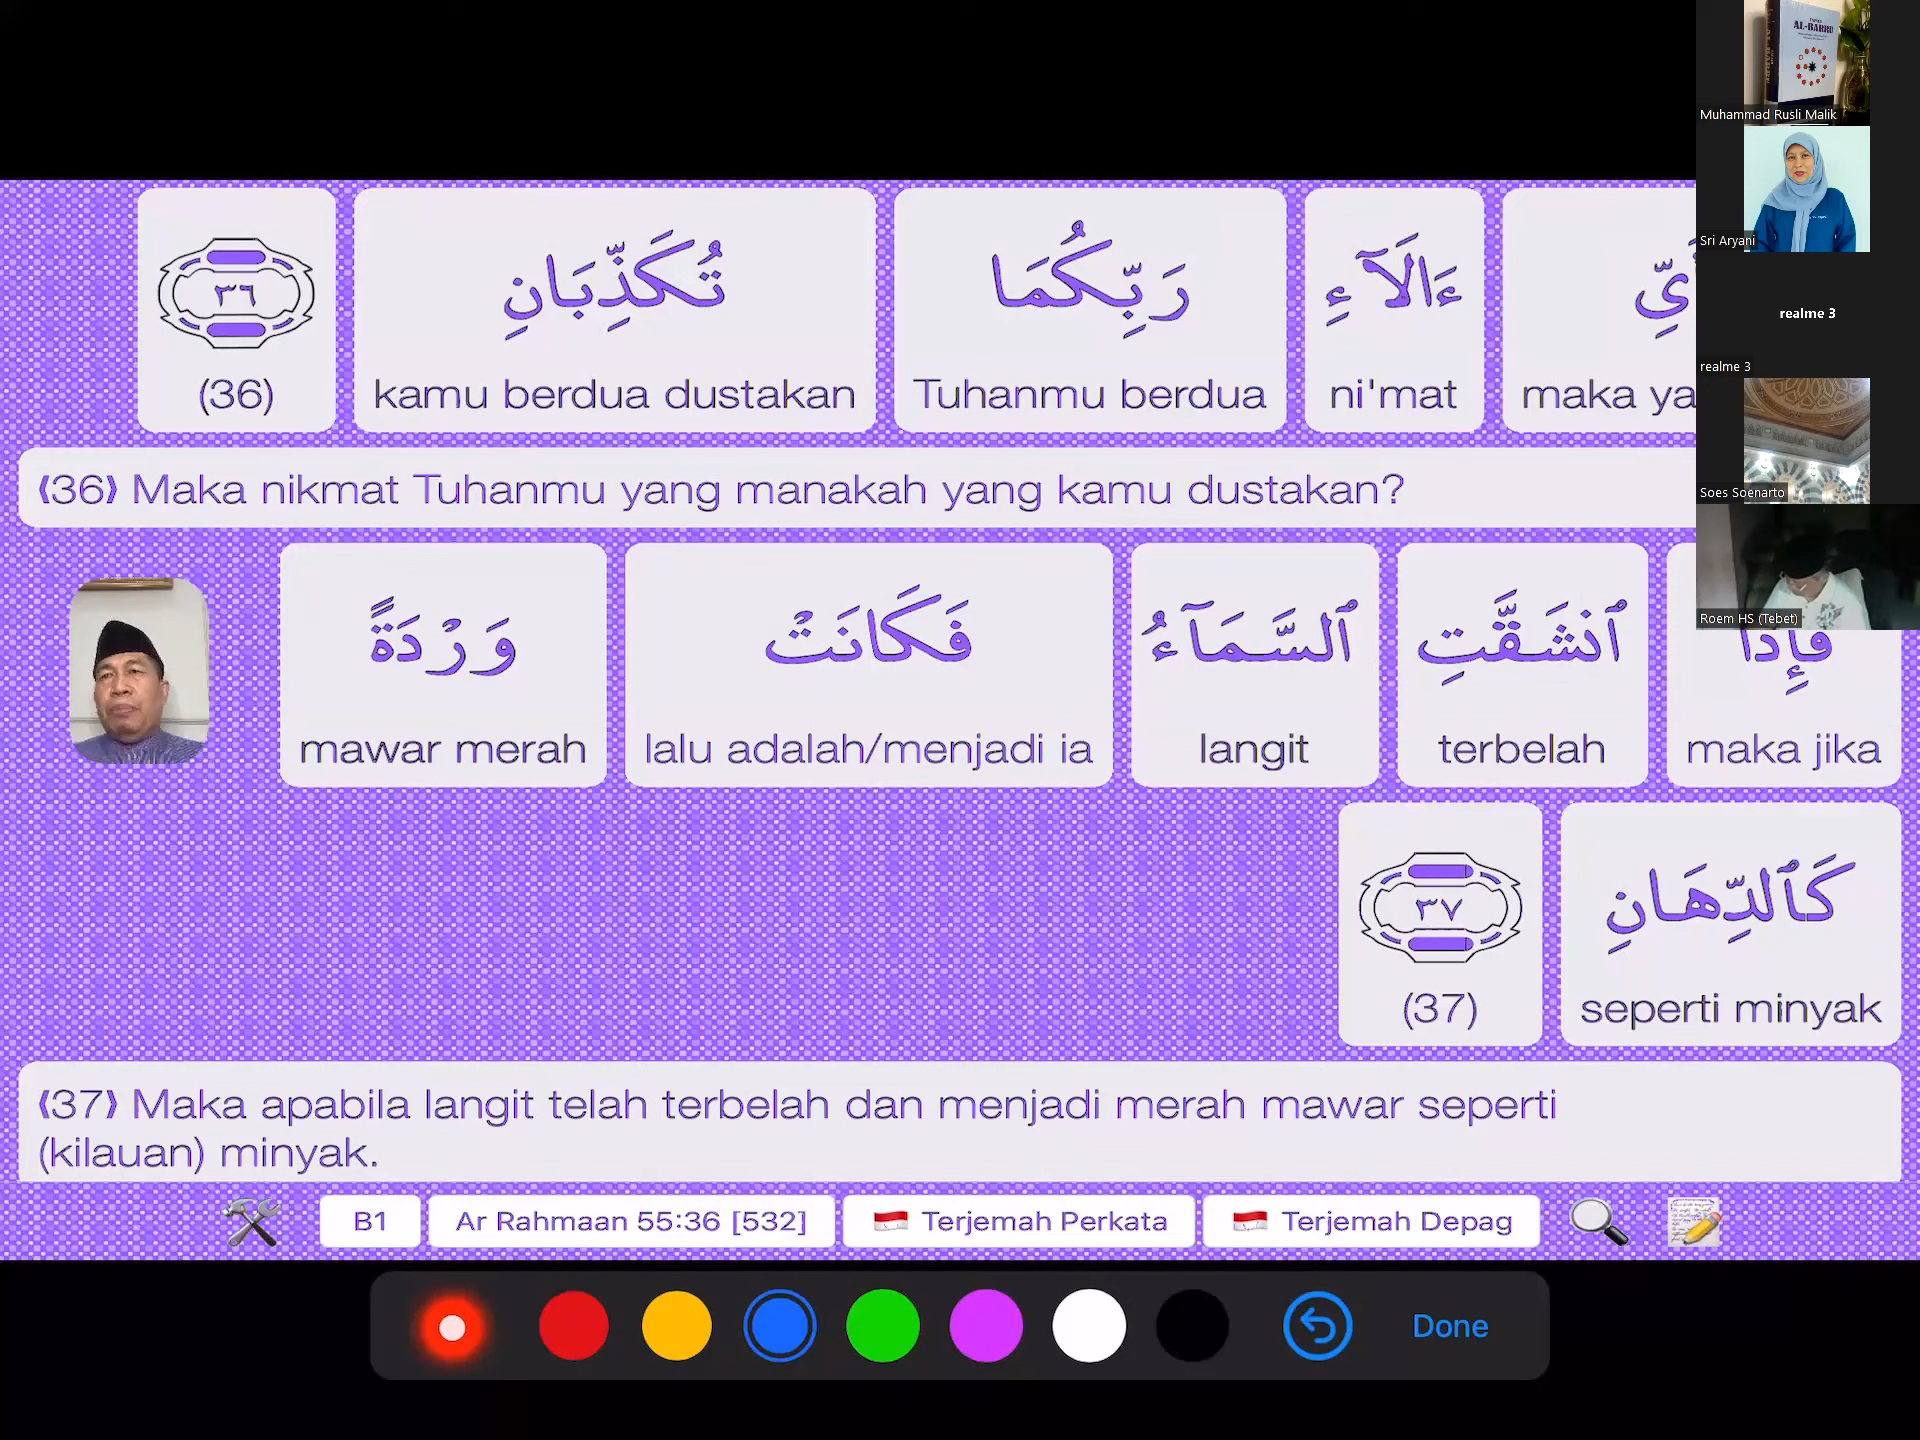 تُكَذِّبَانِ رَبِّكُمَا ءَالَآءِ
٣٦
maka ya ni'mat Tuhanmu berdua kamu berdua dustakan (36)
⟪36⟫ Maka nikmat Tuhanmu yang manakah yang kamu dustakan?
فَإِذَا ٱنشَقَّتِ ٱلسَّمَآءُ فَكَانَتْ وَرْدَةً
maka jika terbelah langit lalu adalah/menjadi ia mawar merah
كَٱلدِّهَانِ ٣٧
seperti minyak (37)
⟪37⟫ Maka apabila langit telah terbelah dan menjadi merah mawar seperti
(kilauan) minyak.
B1 Ar Rahmaan 55:36 [532] Terjemah Perkata Terjemah Depag
Done
AL-BARRU
Muhammad Rusli Malik
Sri Aryani
realme 3
realme 3
Soes Soenarto
Roem HS (Tebet)